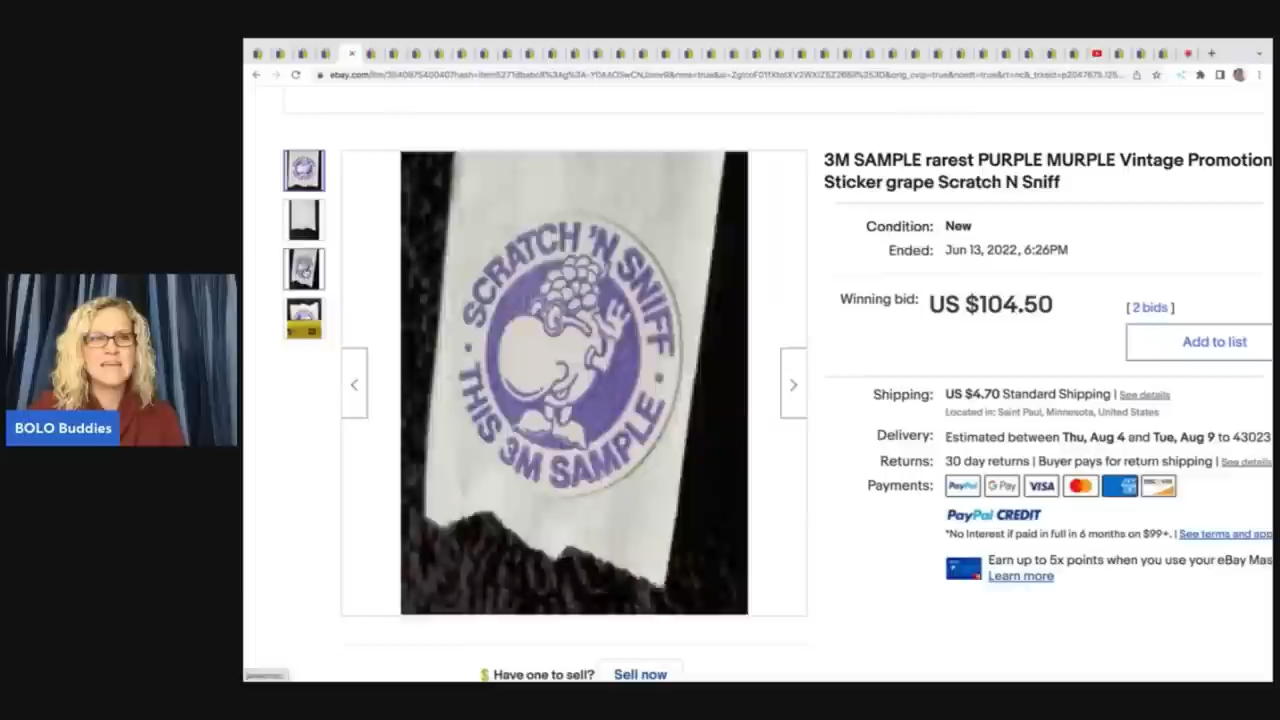 3M SAMPLE rarest PURPLE MURPLE Vintage Promotion
Sticker grape Scratch N Sniff
Condition: New
Ended: Jun 13, 2022, 6:26PM
Winning bid: US $104.50 [ 2 bids ]
Add to list
Shipping: US $4.70 Standard Shipping | See details
Located in: Saint Paul, Minnesota, United States
Delivery: Estimated between Thu, Aug 4 and Tue, Aug 9 to 43023
Returns: 30 day returns | Buyer pays for return shipping | See details
Payments: PayPal G Pay VISA
PayPal CREDIT
*No Interest if paid in full in 6 months on $99+. | See terms and app
Earn up to 5x points when you use your eBay Mas
Learn more
SCRATCH 'N SNIFF
THIS 3M SAMPLE
BOLO Buddies
Have one to sell? Sell now